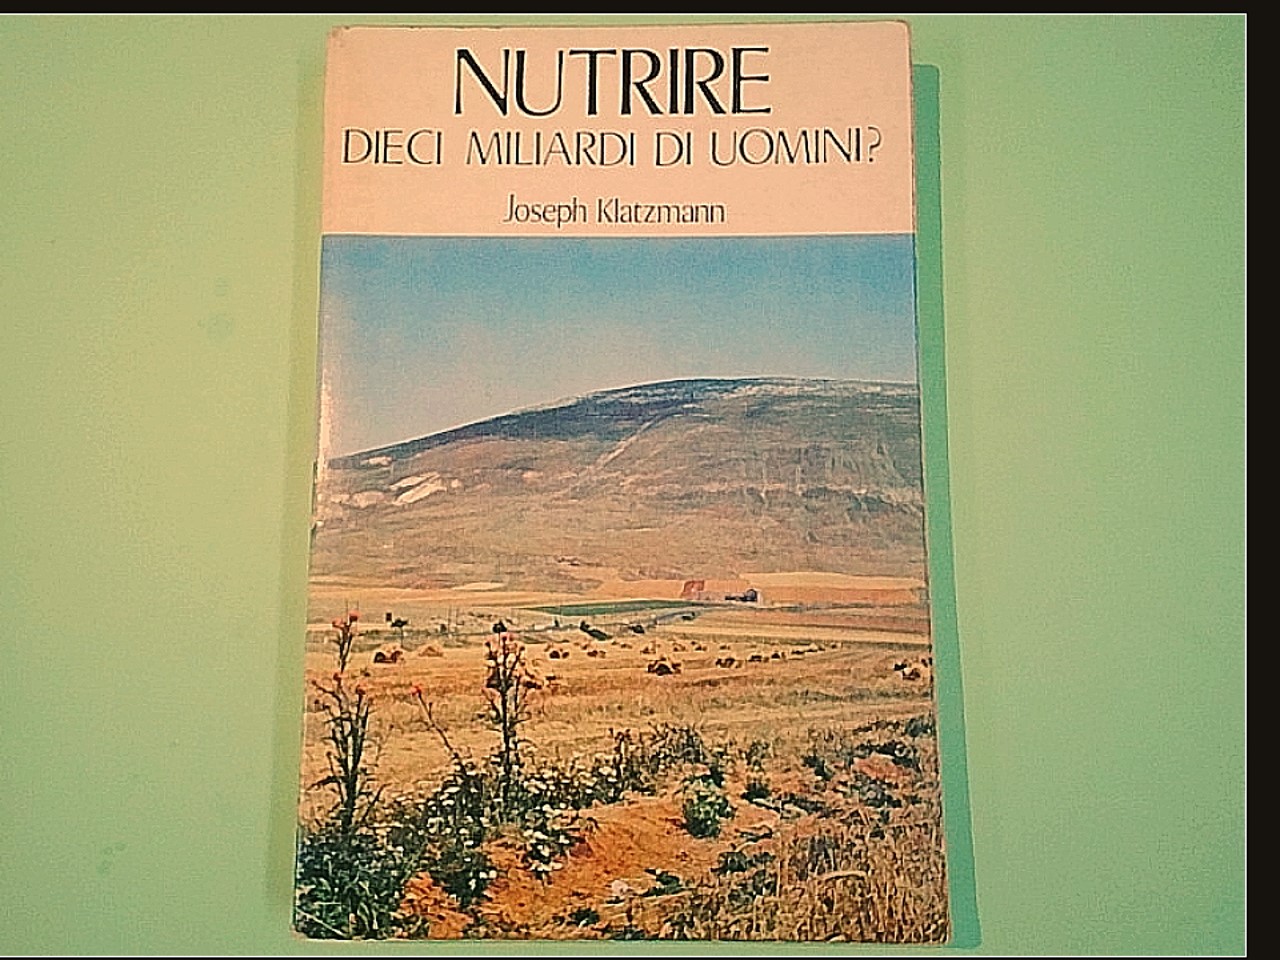 NUTRIRE
DIECI MILIARDI DI UOMINI?
Joseph Klatzmann